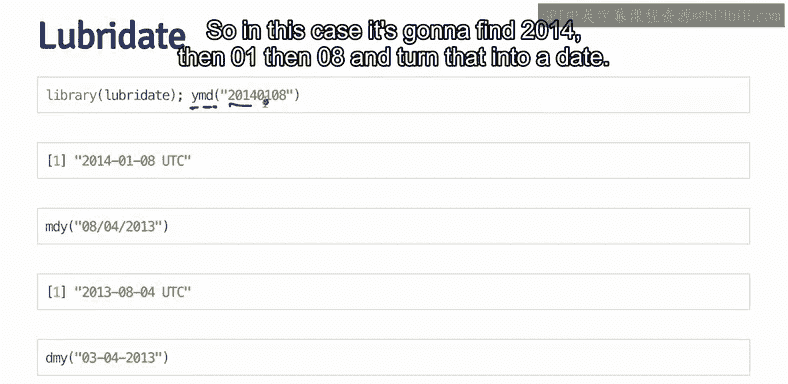 Lubridate
So in this case it's gonna find 2014,
then 01 then 08 and turn that into a date.
library(lubridate); ymd("20140108")
[1] "2014-01-08 UTC"
mdy("08/04/2013")
[1] "2013-08-04 UTC"
dmy("03-04-2013")